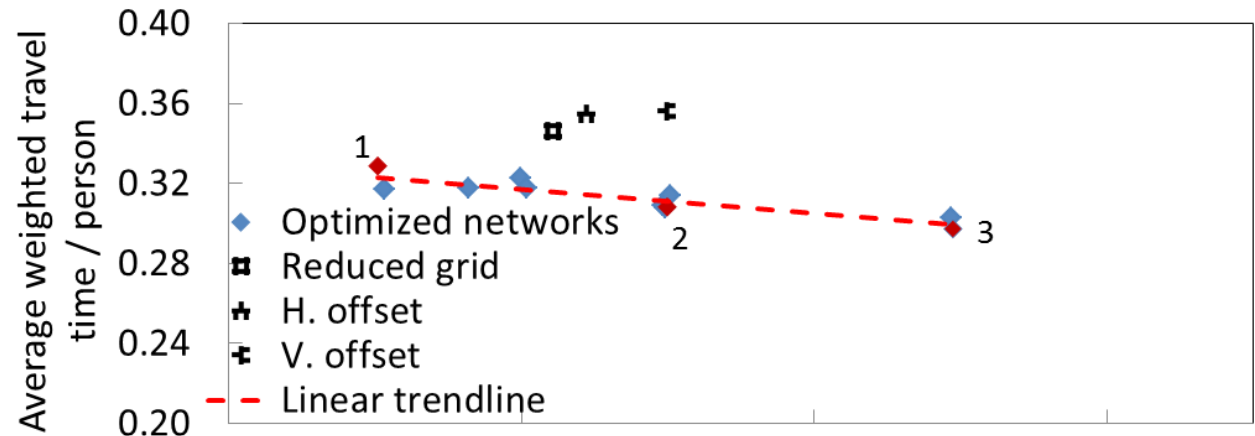 Average weighted travel
time / person
0.40
0.36
0.32
0.28
0.24
0.20
1
2
3
Optimized networks
Reduced grid
H. offset
V. offset
Linear trendline